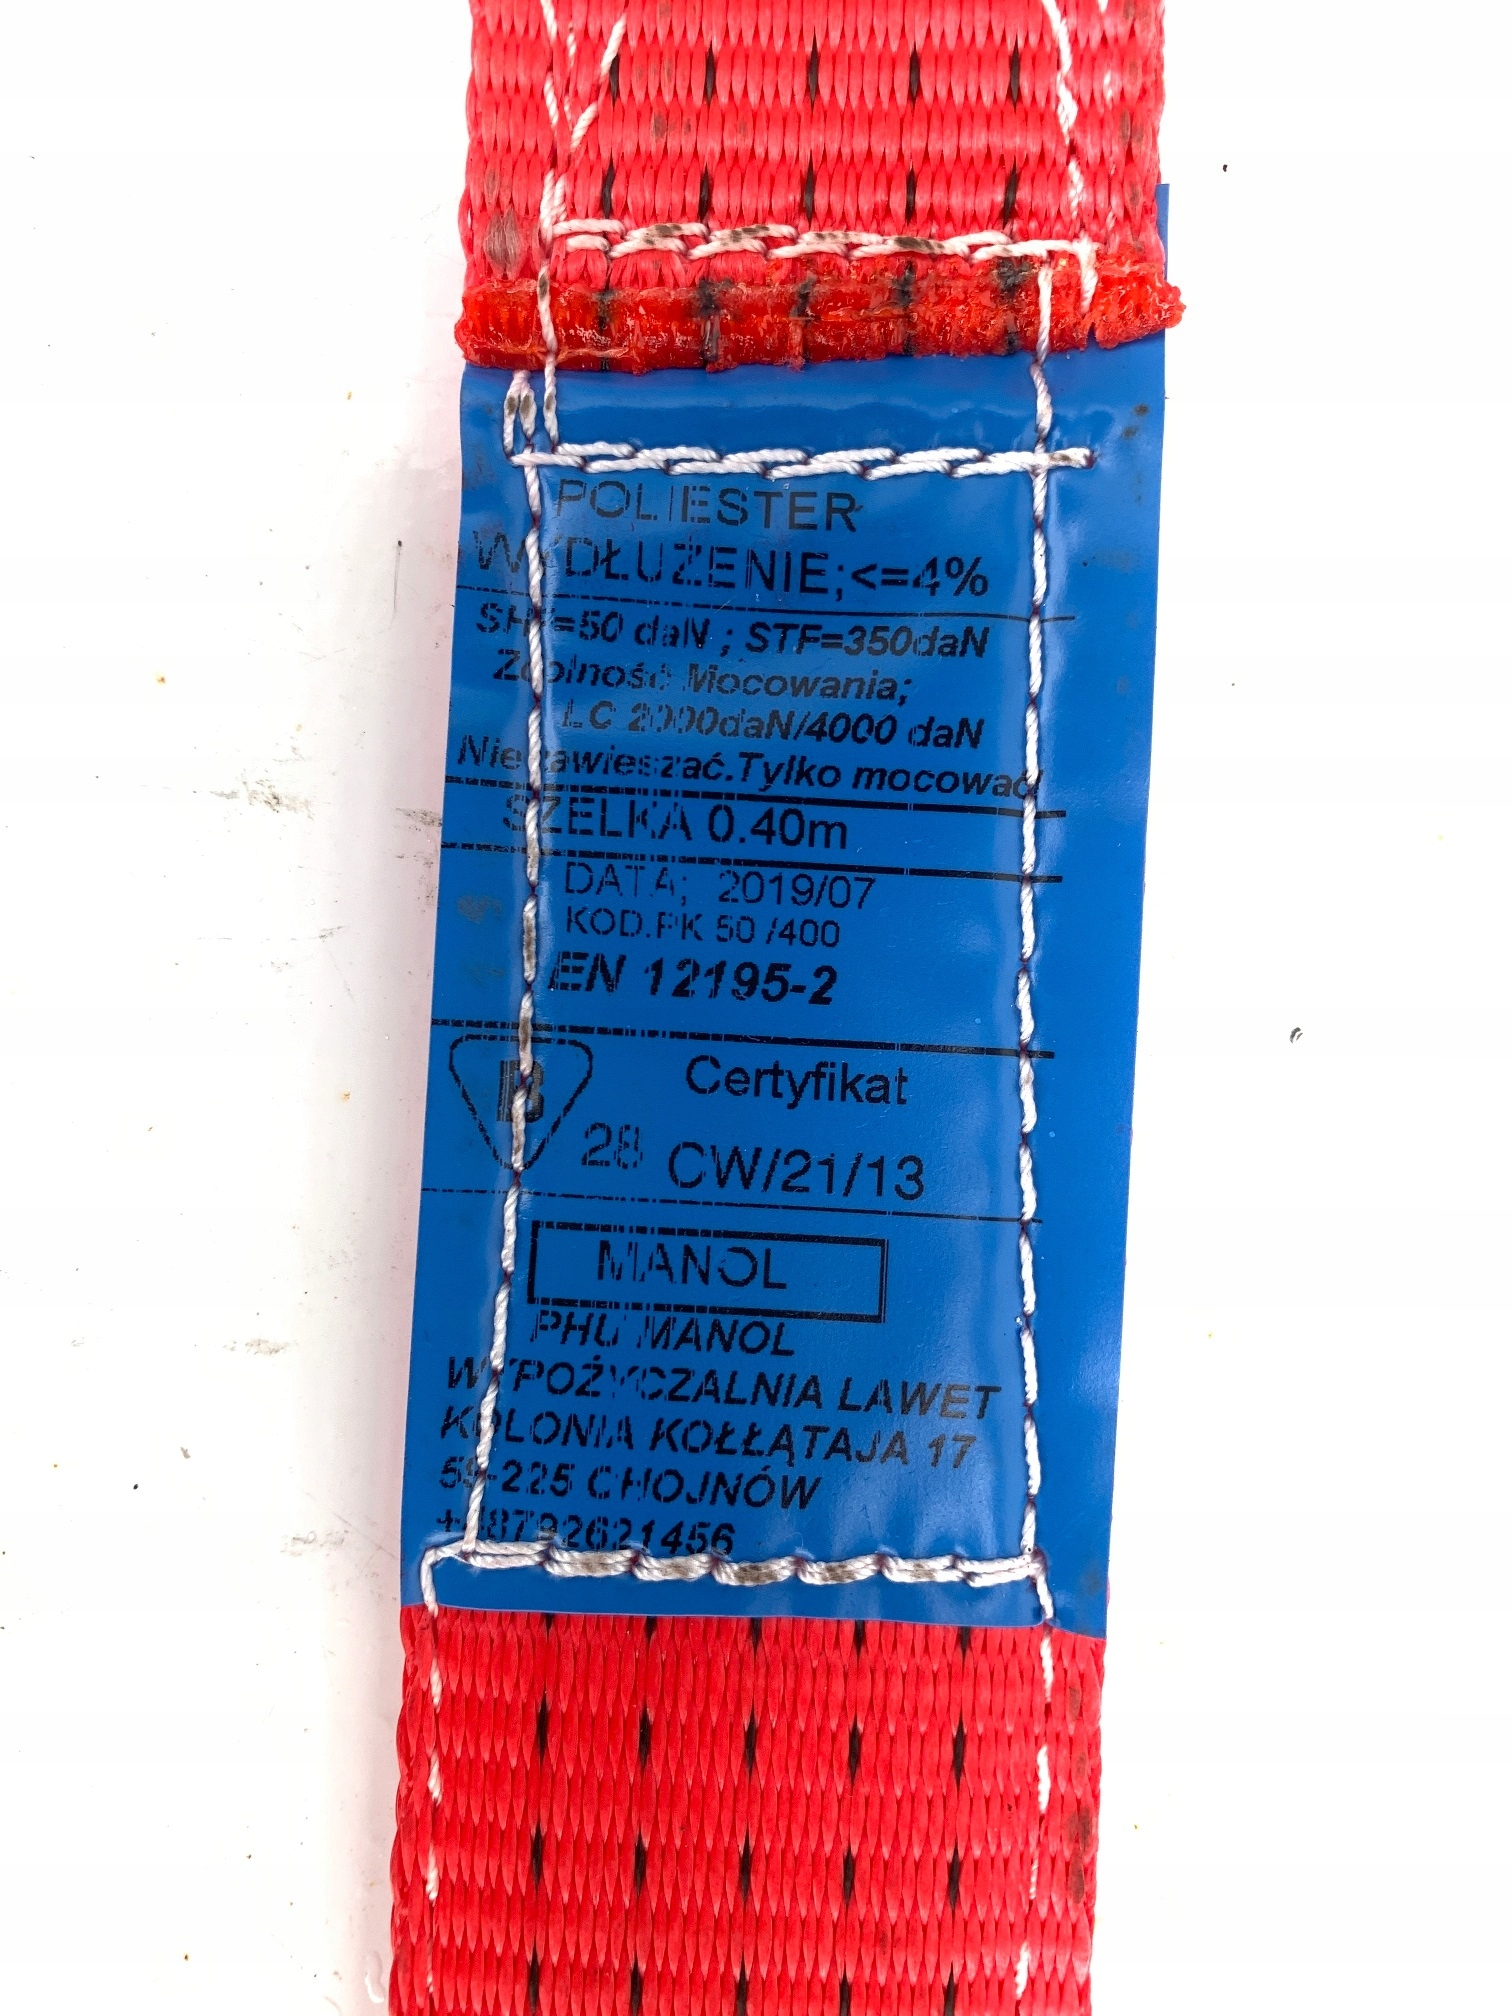 POLIESTER
WYDŁUŻENIE;<=4%
SHF=50 daN ; STF=350daN
Zdolność Mocowania;
LC 2000daN/4000 daN
Nie zawieszać.Tylko mocować
SZELKA 0.40m
DATA; 2019/07
KOD.PK 50 /400
EN 12195-2
B
Certyfikat
28 CW/21/13
MANOL
PHU MANOL
WYPOŻYCZALNIA LAWET
KOLONIA KOŁŁĄTAJA 17
59-225 CHOJNÓW
+48792621456